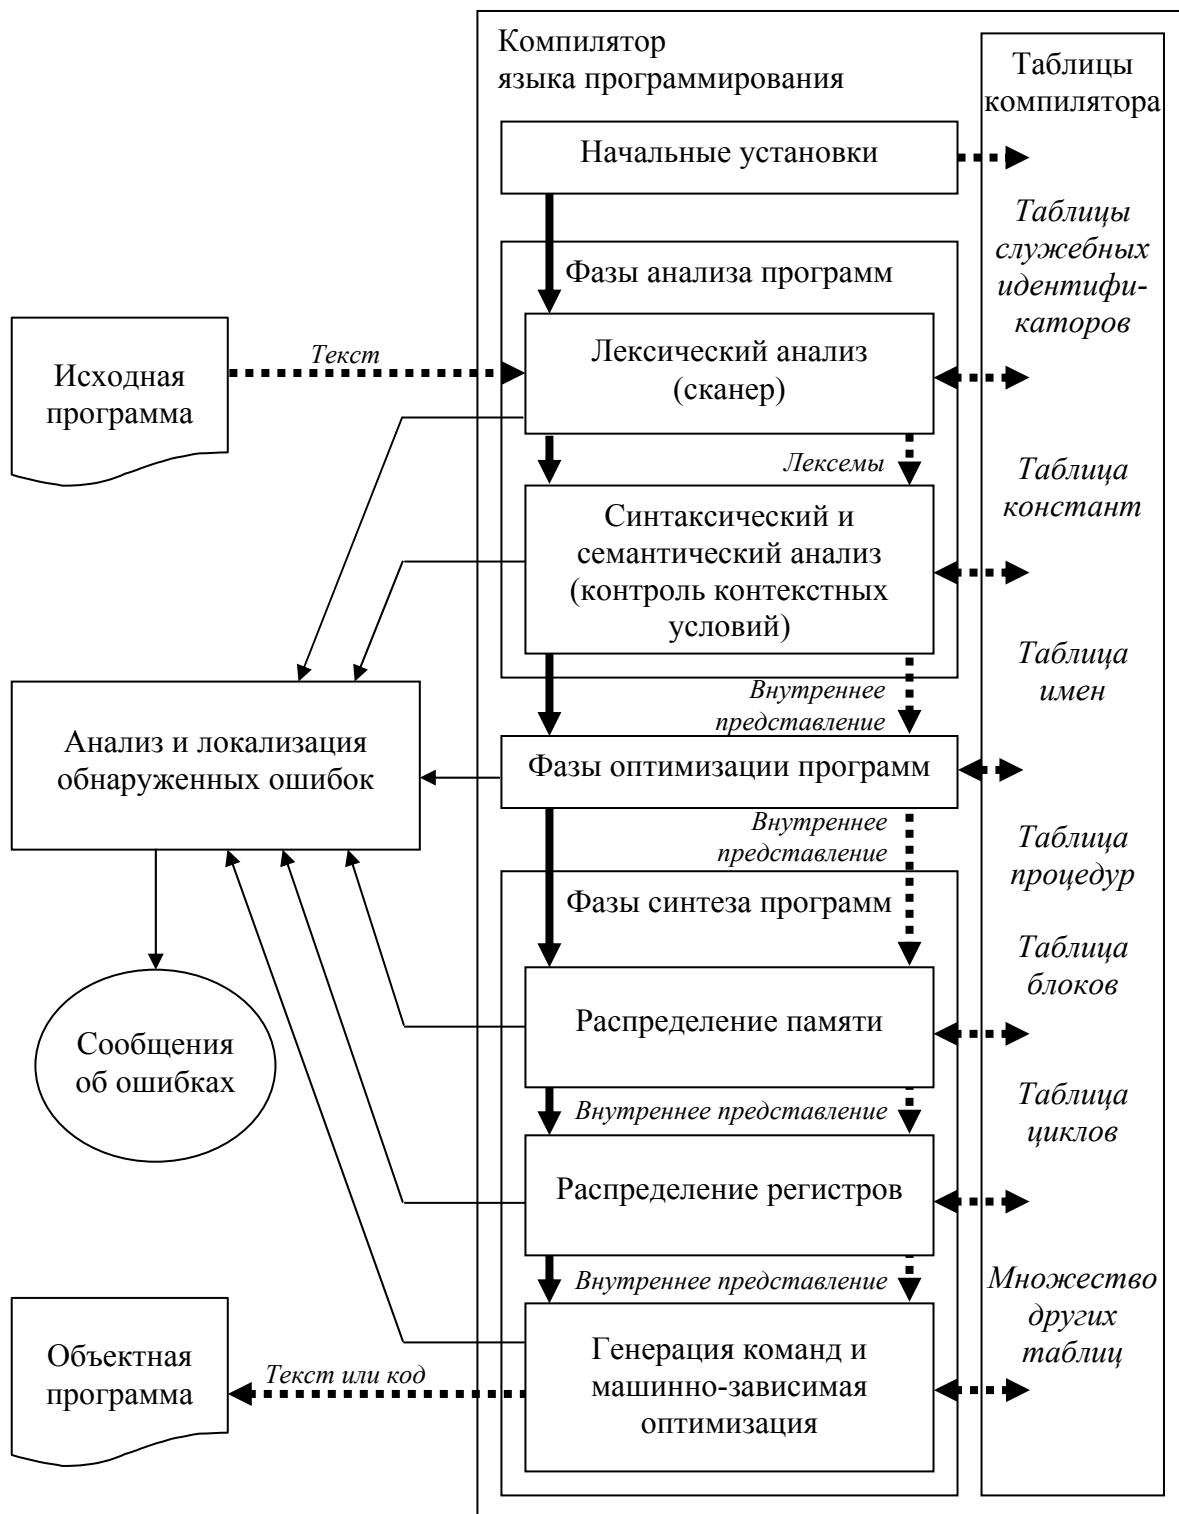 Компилятор
языка программирования
Таблицы
компилятора
Начальные установки
Таблицы
служебных
идентифи-
каторов
Фазы анализа программ
Исходная
программа
Текст
Лексический анализ
(сканер)
Лексемы
Таблица
констант
Синтаксический и
семантический анализ
(контроль контекстных
условий)
Таблица
имен
Внутреннее
представление
Анализ и локализация
обнаруженных ошибок
Фазы оптимизации программ
Внутреннее
представление
Таблица
процедур
Фазы синтеза программ
Таблица
блоков
Сообщения
об ошибках
Распределение памяти
Внутреннее представление
Таблица
циклов
Распределение регистров
Внутреннее представление
Множество
других
таблиц
Объектная
программа
Текст или код
Генерация команд и
машинно-зависимая
оптимизация